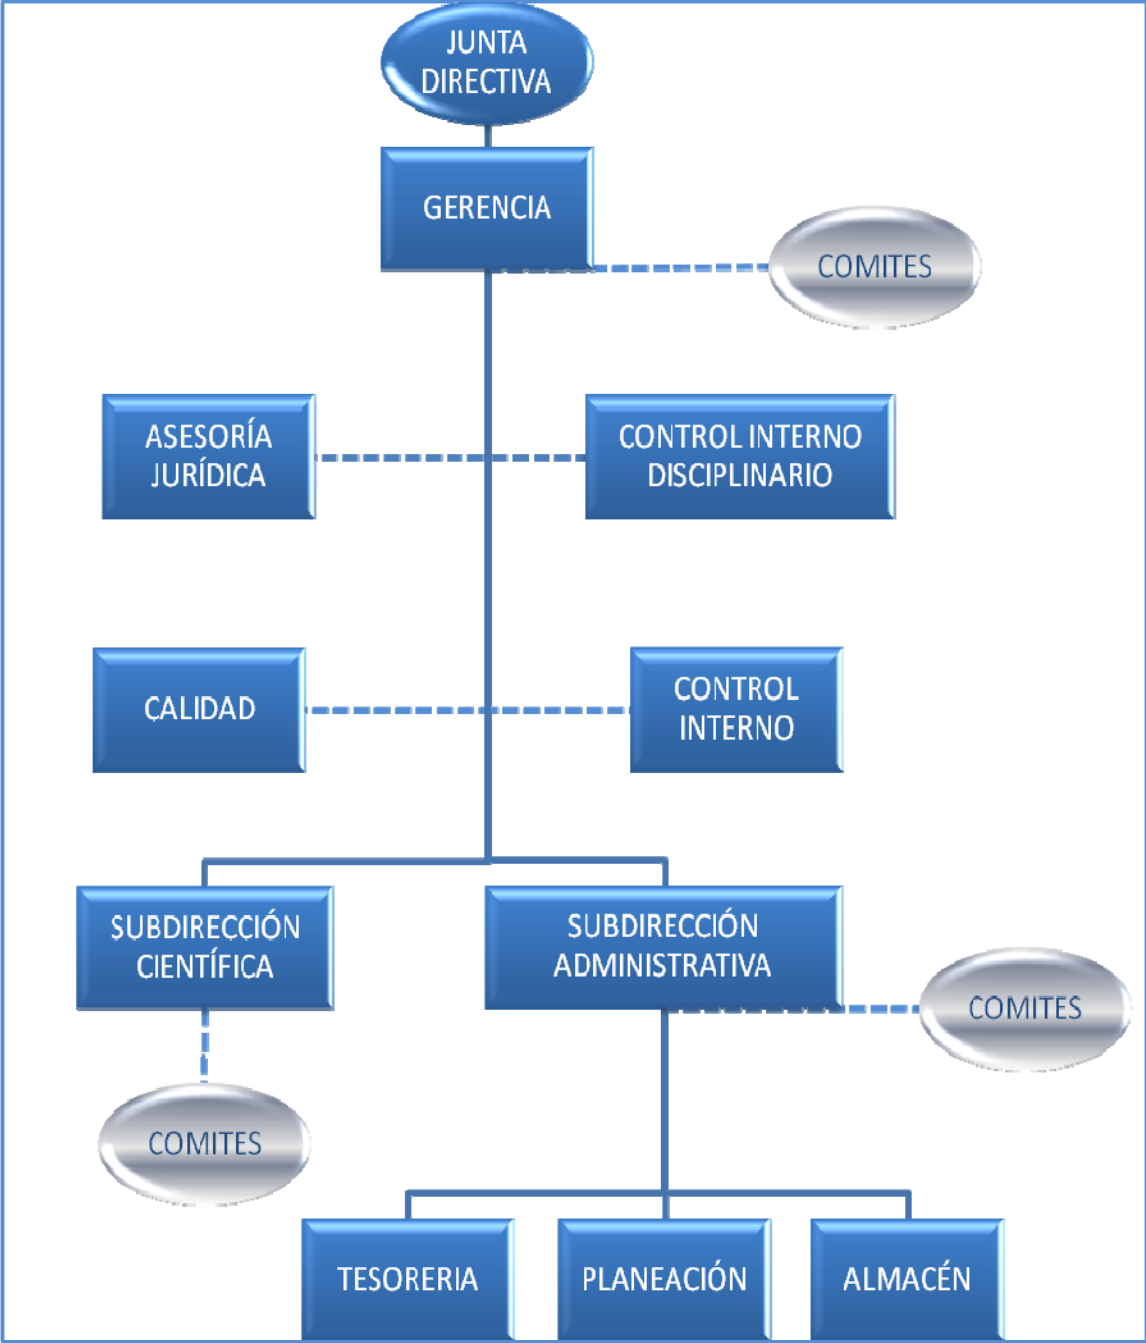 JUNTA
DIRECTIVA
GERENCIA
COMITES
ASESORÍA
JURÍDICA
CONTROL INTERNO
DISCIPLINARIO
CALIDAD
CONTROL
INTERNO
SUBDIRECCIÓN
CIENTÍFICA
SUBDIRECCIÓN
ADMINISTRATIVA
COMITES
COMITES
TESORERIA
PLANEACIÓN
ALMACÉN